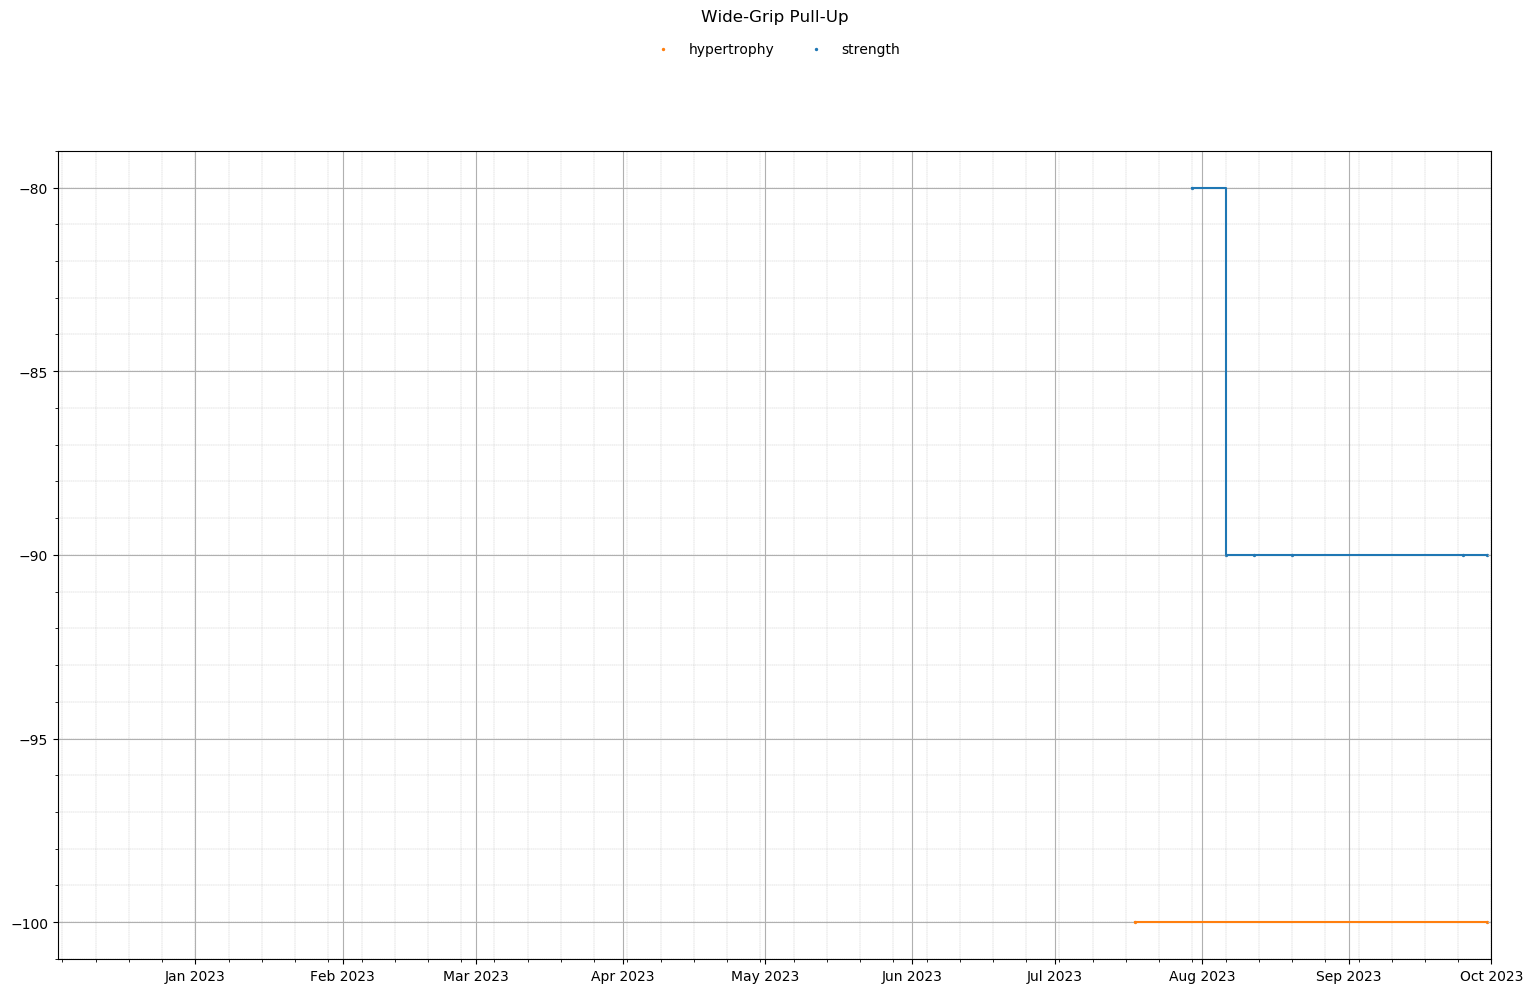 Wide-Grip Pull-Up
hypertrophy strength
−80
−85
−90
−95
−100
Jan 2023 Feb 2023 Mar 2023 Apr 2023 May 2023 Jun 2023 Jul 2023 Aug 2023 Sep 2023 Oct 2023